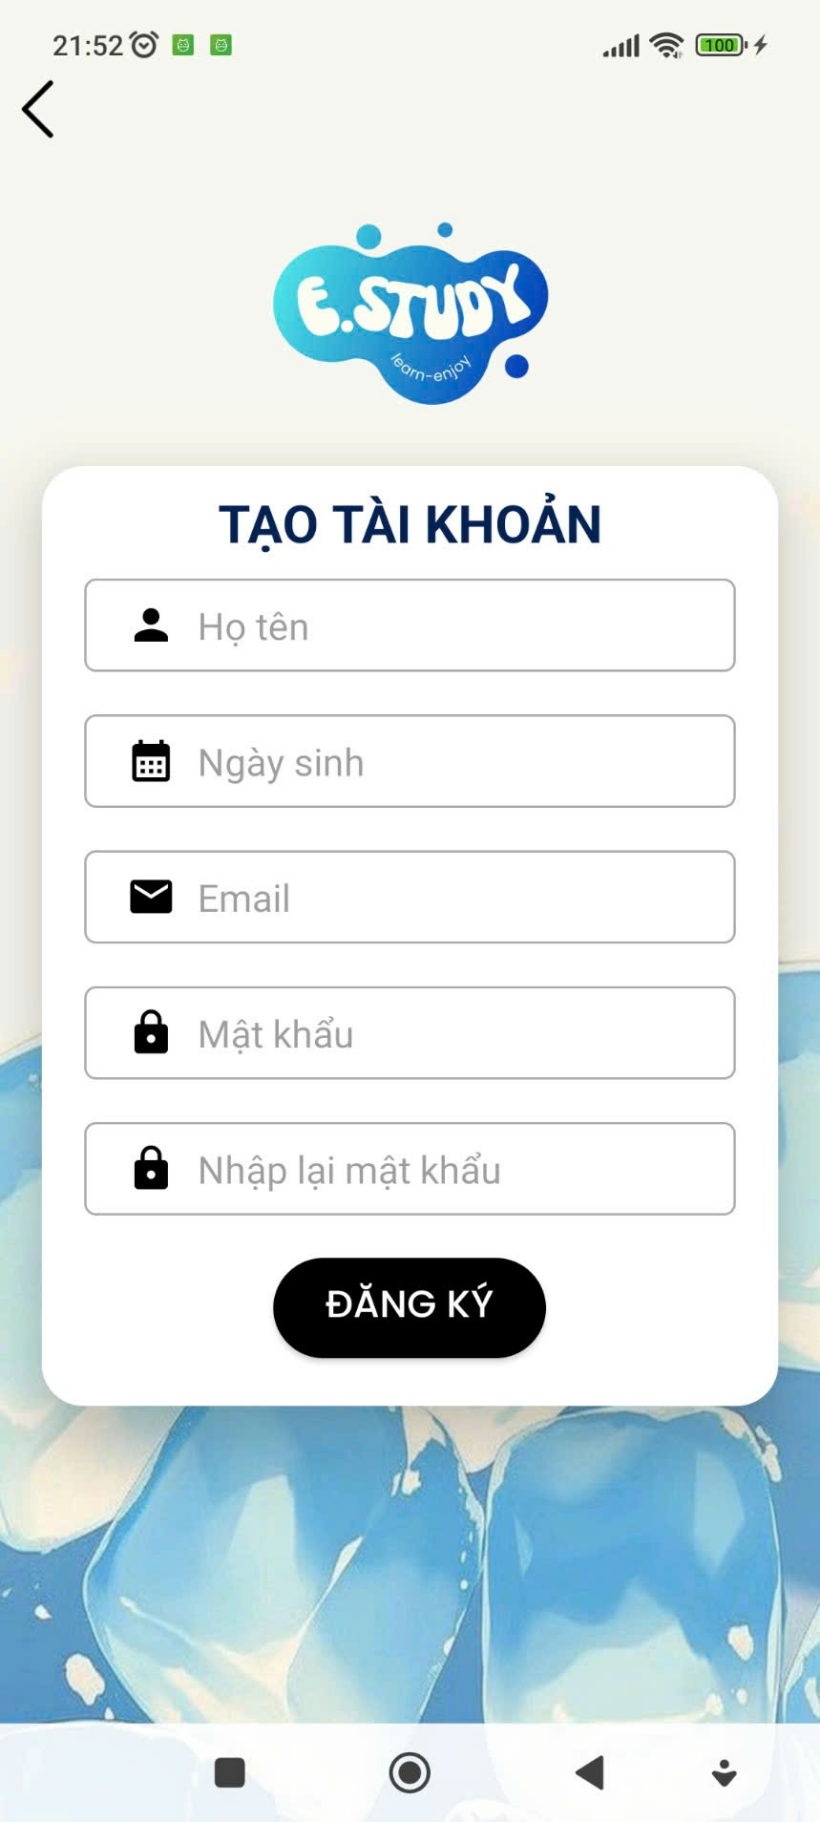 21:52
100
E.STUDY
learn-enjoy
TẠO TÀI KHOẢN
Họ tên
Ngày sinh
Email
Mật khẩu
Nhập lại mật khẩu
ĐĂNG KÝ